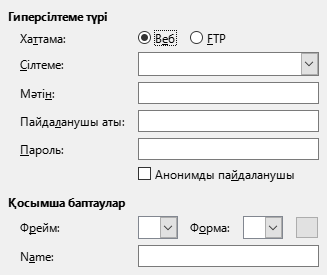 Гиперсілтеме түрі
Хаттама: Веб FTP
Сілтеме:
Мәтін:
Пайдаланушы аты:
Пароль:
Анонимды пайдаланушы
Қосымша баптаулар
Фрейм: Форма:
Name: